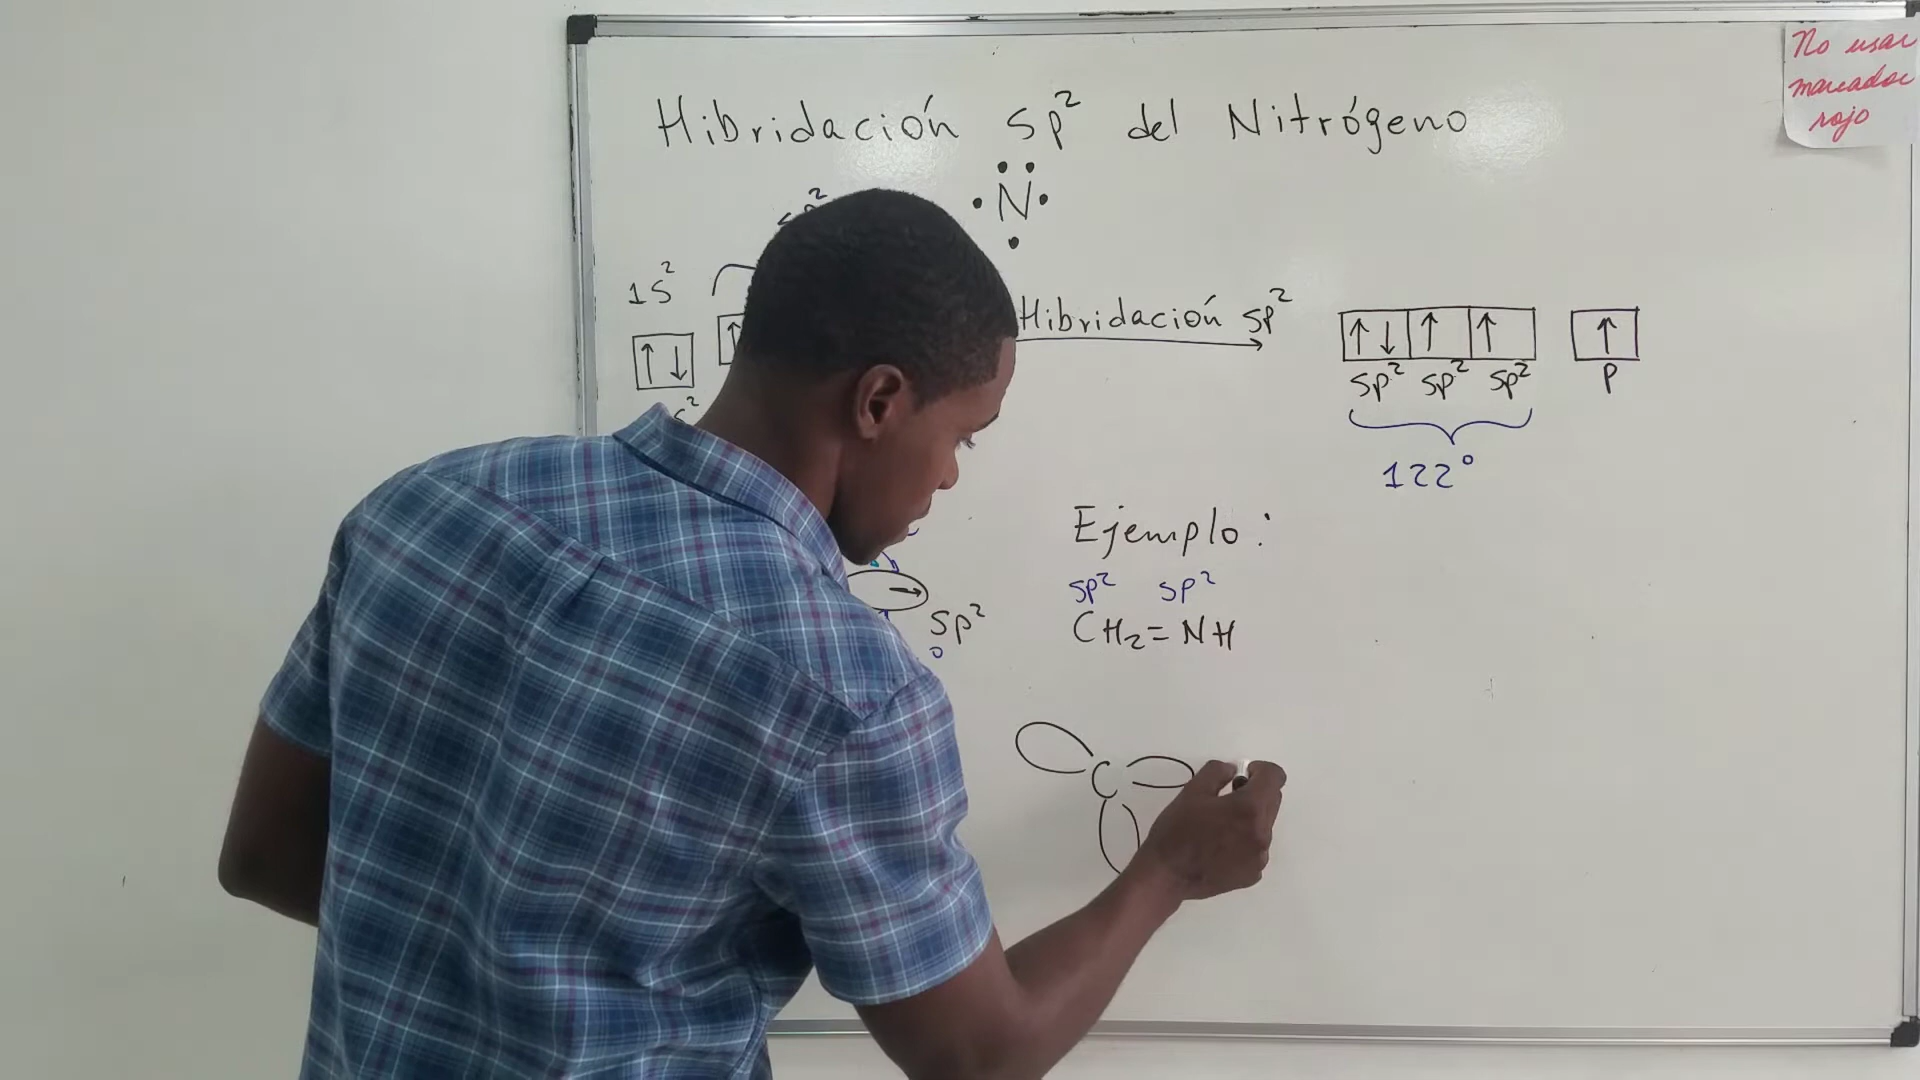 Hibridación sp² del Nitrógeno
No usar
marcador
rojo
N
1s²
Hibridación sp²
sp² sp² sp² p
122°
Ejemplo:
sp² sp²
CH₂=NH
sp²
C